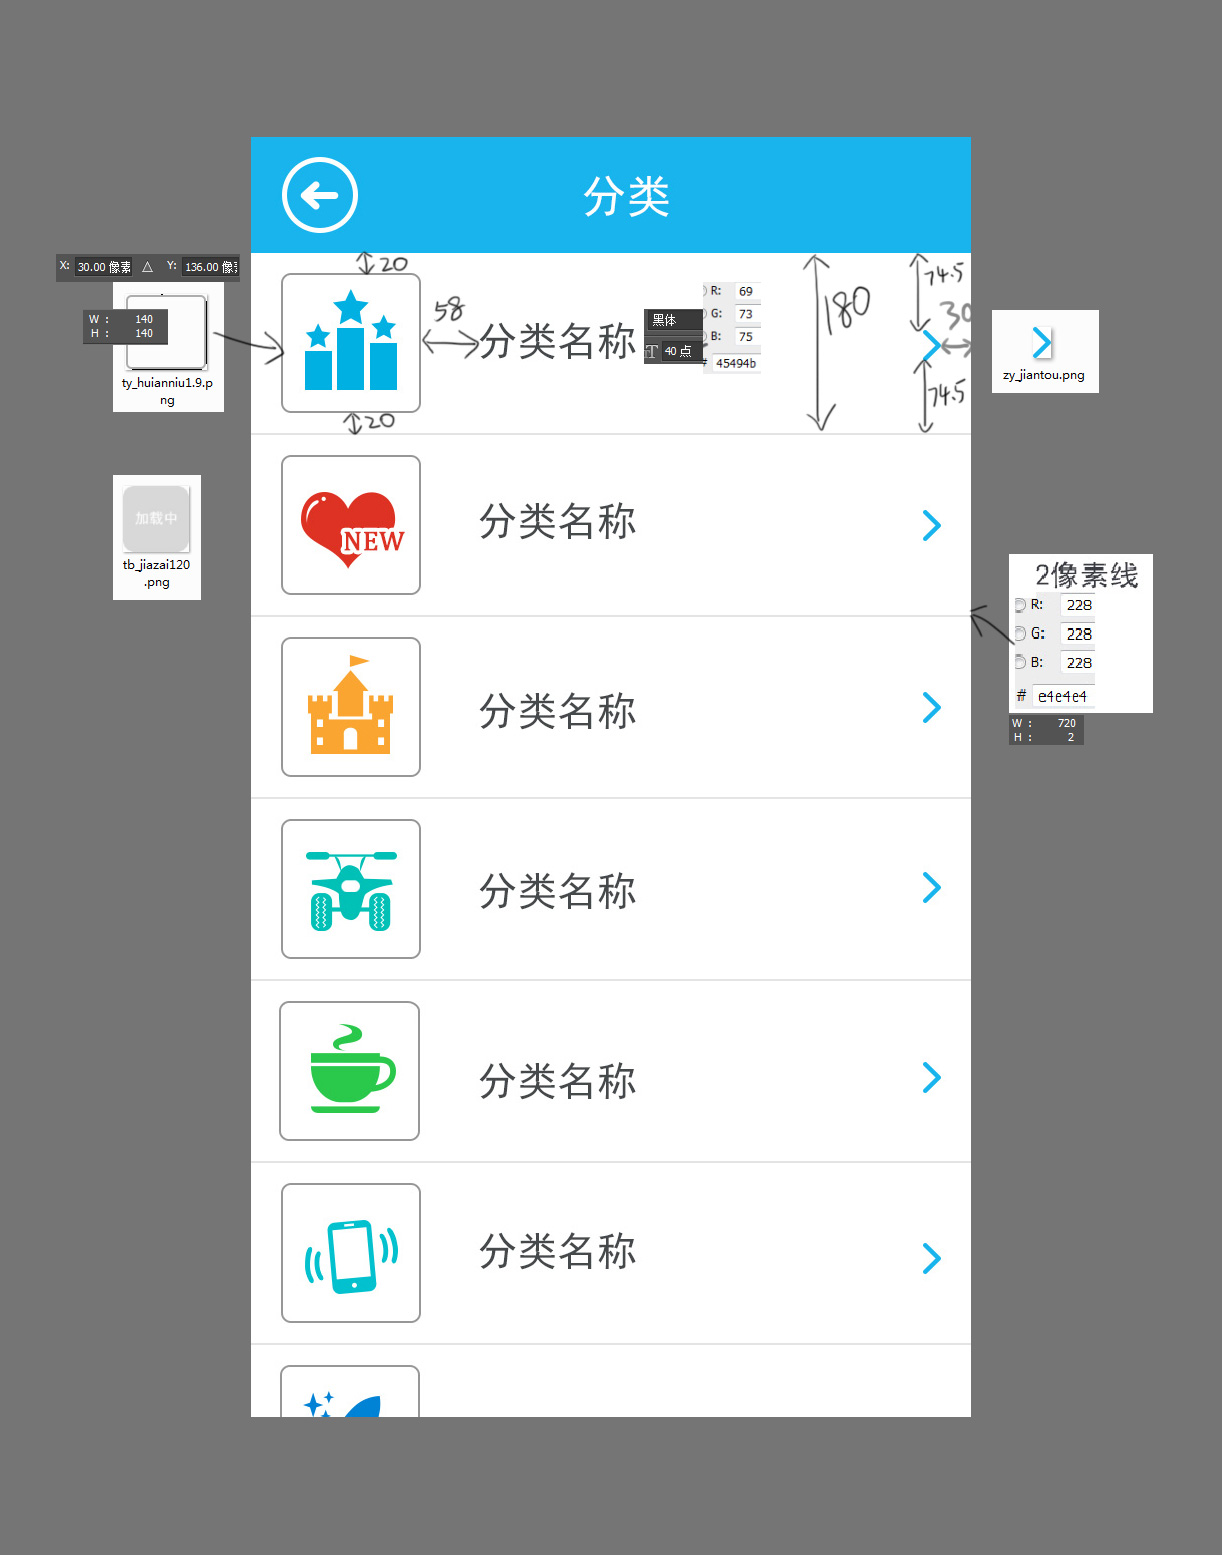 分类
X: 30.00 像素 △ Y: 136.00 像素
W : 140
H : 140
ty_huianniu1.9.p
ng
20
58
20
分类名称
黑体
40 点
R: 69
G: 73
B: 75
# 45494b
180
74.5
30
74.5
zy_jiantou.png
加载中
tb_jiazai120
.png
NEW
分类名称
2像素线
R: 228
G: 228
B: 228
# e4e4e4
W : 720
H : 2
分类名称
分类名称
分类名称
分类名称